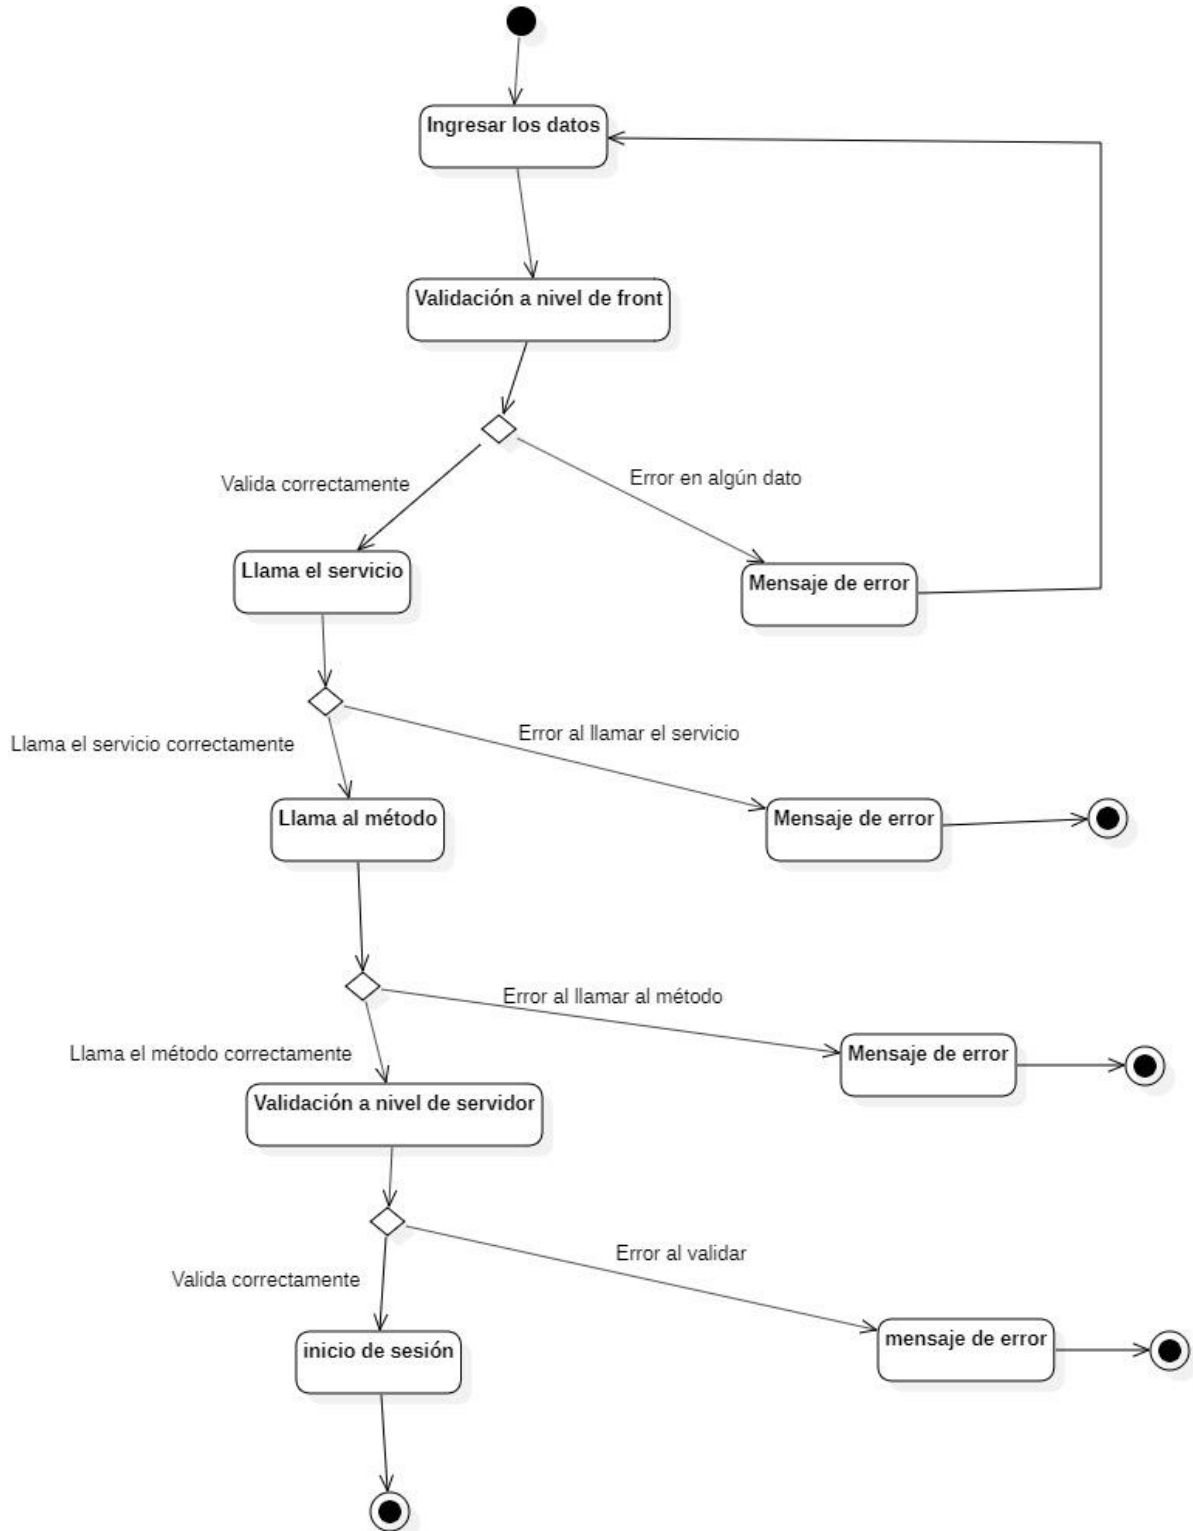 Ingresar los datos
Validación a nivel de front
Valida correctamente
Error en algún dato
Llama el servicio
Mensaje de error
Llama el servicio correctamente
Error al llamar el servicio
Llama al método
Mensaje de error
Error al llamar al método
Llama el método correctamente
Mensaje de error
Validación a nivel de servidor
Error al validar
Valida correctamente
inicio de sesión
mensaje de error